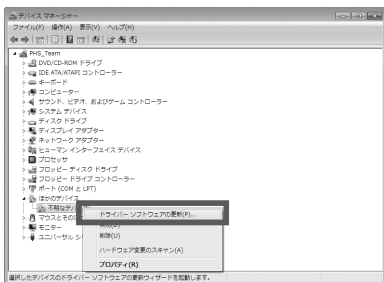 デバイス マネージャー
ファイル(F) 操作(A) 表示(V) ヘルプ(H)
PHS_Team
DVD/CD-ROM ドライブ
IDE ATA/ATAPI コントローラー
キーボード
コンピューター
サウンド、ビデオ、およびゲーム コントローラー
システム デバイス
ディスク ドライブ
ディスプレイ アダプター
ネットワーク アダプター
ヒューマン インターフェイス デバイス
プロセッサ
フロッピー ディスク ドライブ
フロッピー ドライブ コントローラー
ポート (COM と LPT)
ほかのデバイス
不明なデバイス
ドライバー ソフトウェアの更新(P)...
マウスとその
無効(D)
モニター
削除(U)
ユニバーサル シ
ハードウェア変更のスキャン(A)
プロパティ(R)
選択したデバイスのドライバー ソフトウェアの更新ウィザードを起動します。